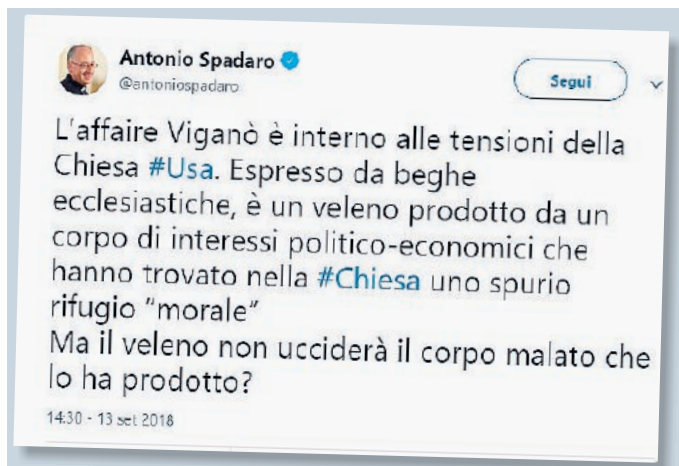 Antonio Spadaro
@antoniospadaro
Segui
L'affaire Viganò è interno alle tensioni della
Chiesa #Usa. Espresso da beghe
ecclesiastiche, è un veleno prodotto da un
corpo di interessi politico-economici che
hanno trovato nella #Chiesa uno spurio
rifugio "morale"
Ma il veleno non ucciderà il corpo malato che
lo ha prodotto?
14:30 - 13 set 2018